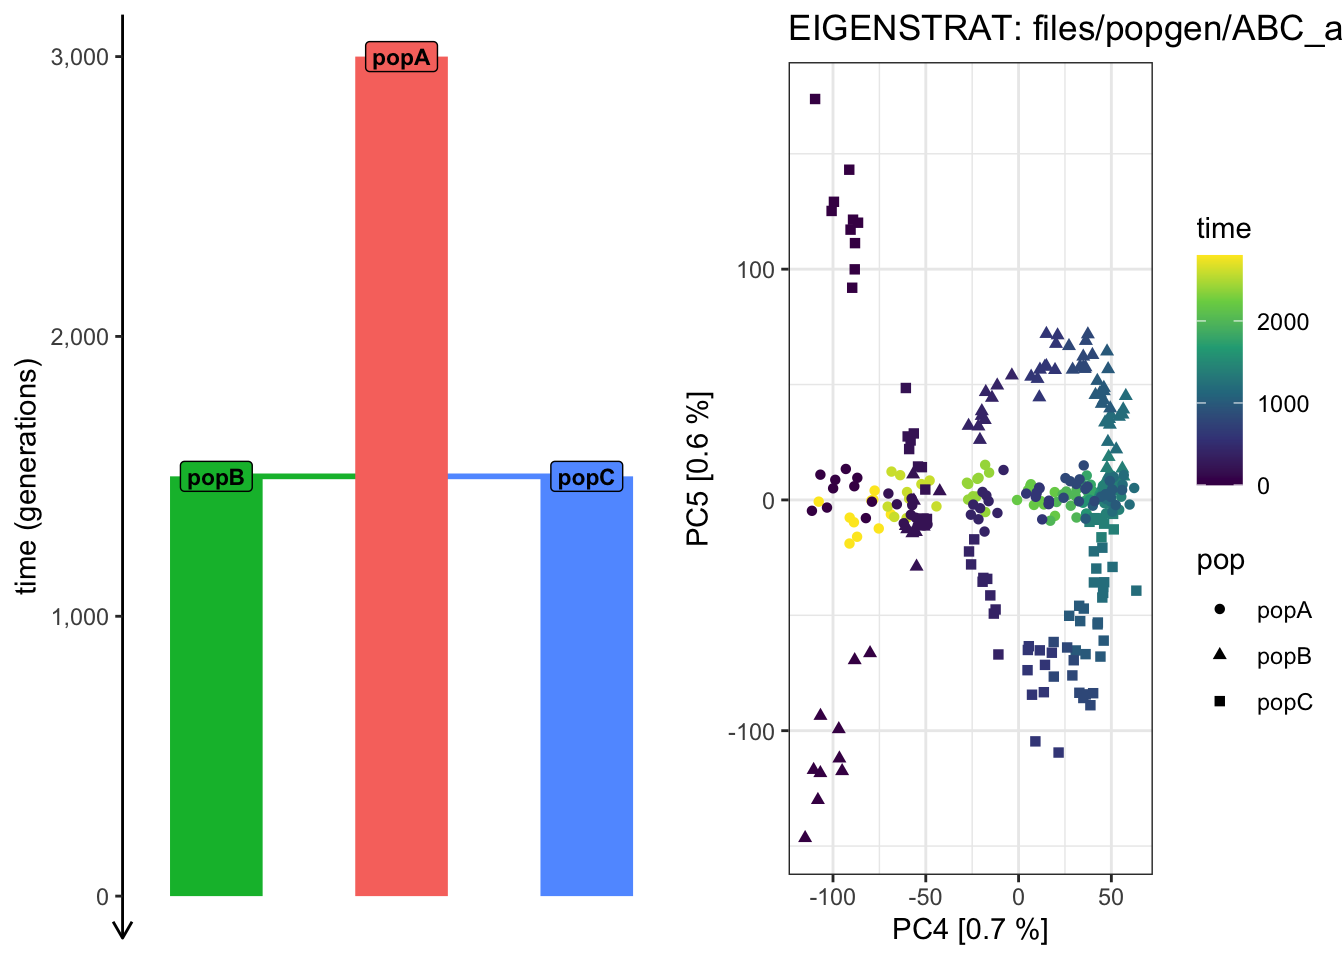 time (generations)
3,000
2,000
1,000
0
popA
popB
popC
EIGENSTRAT: files/popgen/ABC_a
PC5 [0.6 %]
100
0
-100
-100
-50
0
50
PC4 [0.7 %]
time
2000
1000
0
pop
popA
popB
popC